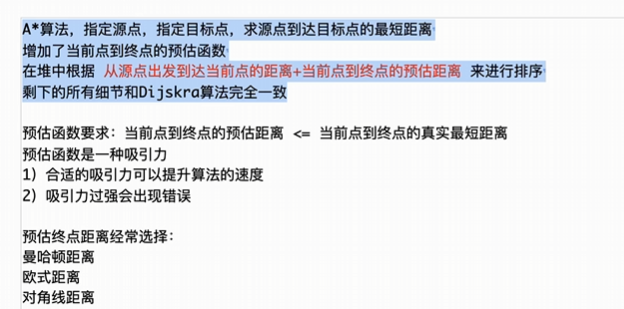 A*算法，指定源点，指定目标点，求源点到达目标点的最短距离
增加了当前点到终点的预估函数
在堆中根据 从源点出发到达当前点的距离+当前点到终点的预估距离 来进行排序
剩下的所有细节和Dijskra算法完全一致
预估函数要求：当前点到终点的预估距离 <= 当前点到终点的真实最短距离
预估函数是一种吸引力
1）合适的吸引力可以提升算法的速度
2）吸引力过强会出现错误
预估终点距离经常选择：
曼哈顿距离
欧式距离
对角线距离